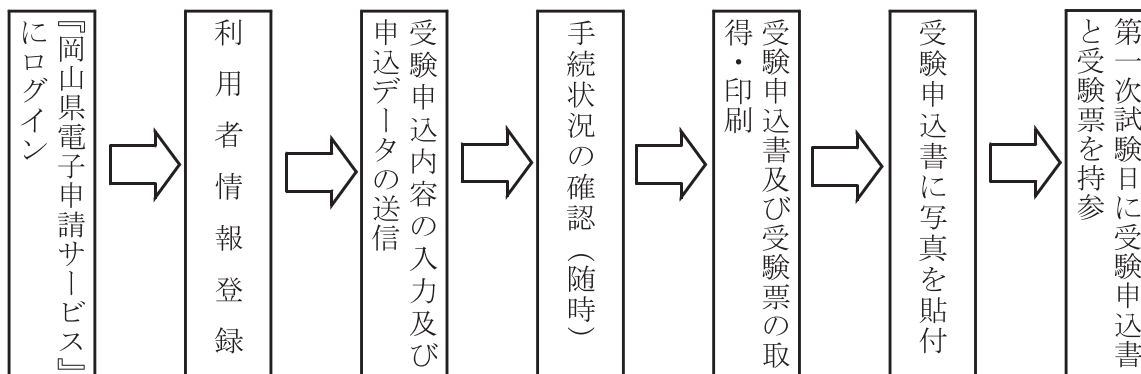 『岡山県電子申請サービス』
にログイン
利用者情報登録
受験申込内容の入力及び
申込データの送信
手続状況の確認（随時）
受験申込書及び受験票の取
得・印刷
受験申込書に写真を貼付
第一次試験日に受験申込書
と受験票を持参